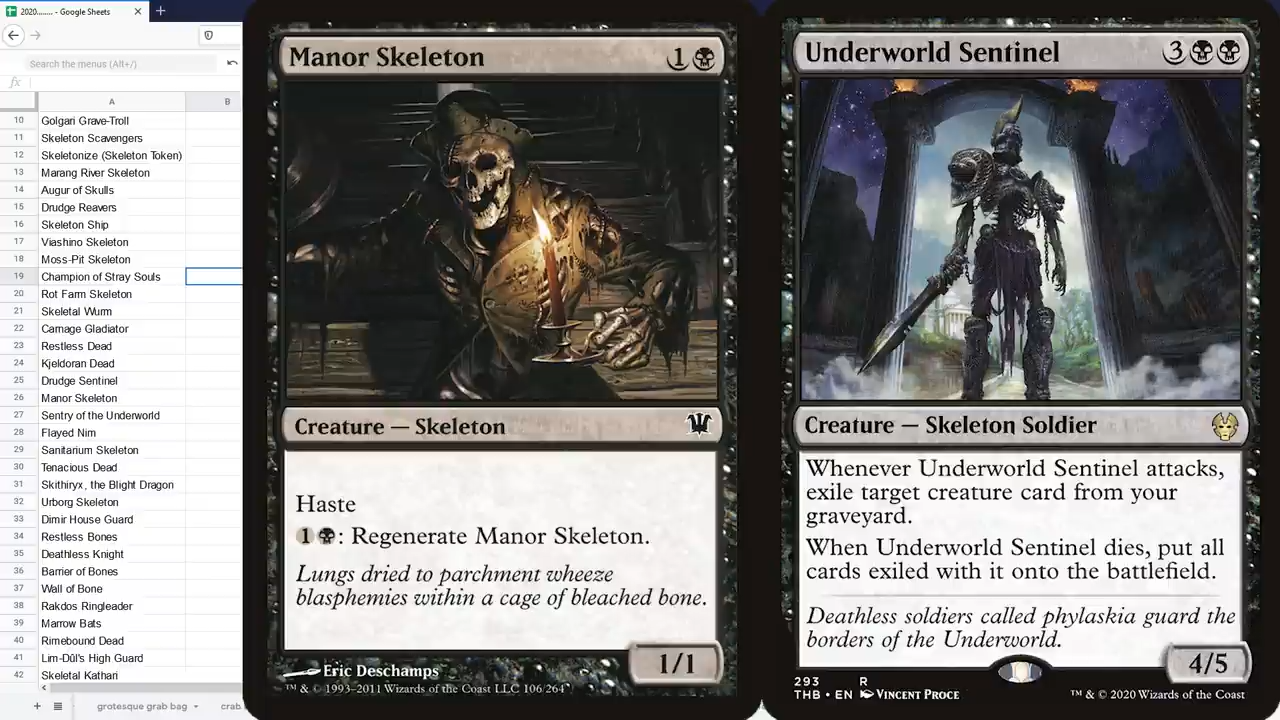 2020........ - Google Sheets
Search the menus (Alt+/)
fx
A
B
10 Golgari Grave-Troll
11 Skeleton Scavengers
12 Skeletonize (Skeleton Token)
13 Marang River Skeleton
14 Augur of Skulls
15 Drudge Reavers
16 Skeleton Ship
17 Viashino Skeleton
18 Moss-Pit Skeleton
19 Champion of Stray Souls
20 Rot Farm Skeleton
21 Skeletal Wurm
22 Carnage Gladiator
23 Restless Dead
24 Kjeldoran Dead
25 Drudge Sentinel
26 Manor Skeleton
27 Sentry of the Underworld
28 Flayed Nim
29 Sanitarium Skeleton
30 Tenacious Dead
31 Skithiryx, the Blight Dragon
32 Urborg Skeleton
33 Dimir House Guard
34 Restless Bones
35 Deathless Knight
36 Barrier of Bones
37 Wall of Bone
38 Rakdos Ringleader
39 Marrow Bats
40 Rimebound Dead
41 Lim-Dûl's High Guard
42 Skeletal Kathari
grotesque grab bag
crab
Manor Skeleton 1
Creature — Skeleton
Haste
1: Regenerate Manor Skeleton.
Lungs dried to parchment wheeze
blasphemies within a cage of bleached bone.
1/1
Eric Deschamps
™ & © 1993–2011 Wizards of the Coast LLC 106/264
Underworld Sentinel 3
Creature — Skeleton Soldier
Whenever Underworld Sentinel attacks,
exile target creature card from your
graveyard.
When Underworld Sentinel dies, put all
cards exiled with it onto the battlefield.
Deathless soldiers called phylaskia guard the
borders of the Underworld.
4/5
293 R
THB • EN Vincent Proce
™ & © 2020 Wizards of the Coast